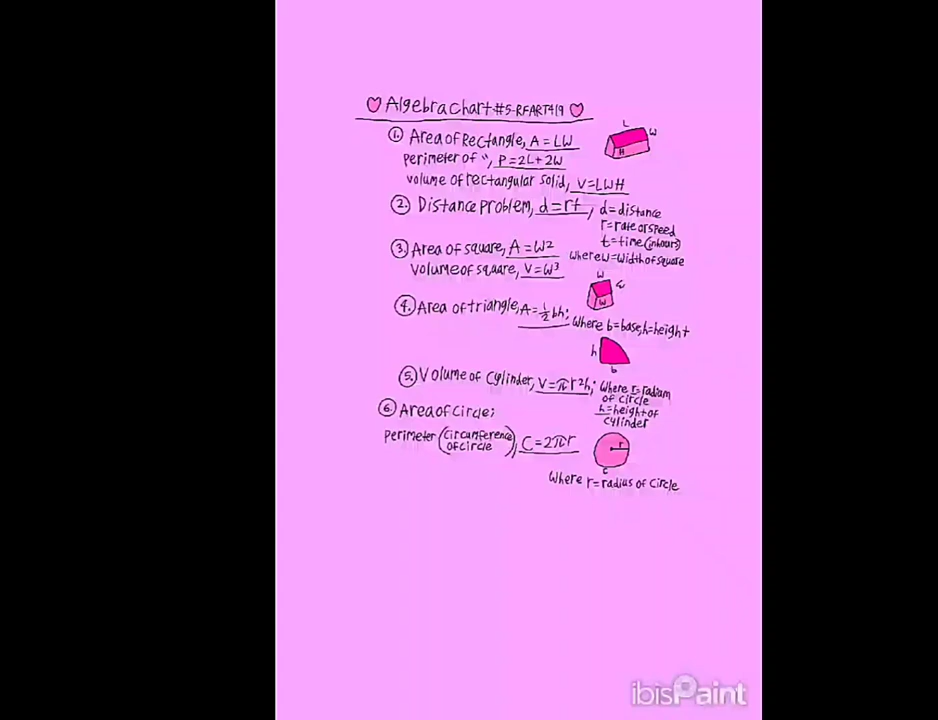 Algebra Chart #5-RFART419
1. Area of Rectangle, A = LW
Perimeter of ", P = 2L + 2W
volume of rectangular solid, V = LWH
L
W
H
2. Distance problem, d = rt, d = distance
r = rate or speed
t = time (in hours)
3. Area of square, A = W2
where w = width of square
Volume of square, V = W³
W
W
W
4. Area of triangle, A = ½ bh;
Where b = base, h = height
h
b
5. Volume of Cylinder, V = πr²h; Where r = radium
of circle
h = height of
cylinder
6. Area of Circle;
Perimeter (Circumference of circle), C = 2πr
r
c
Where r = radius of circle
ibisPaint